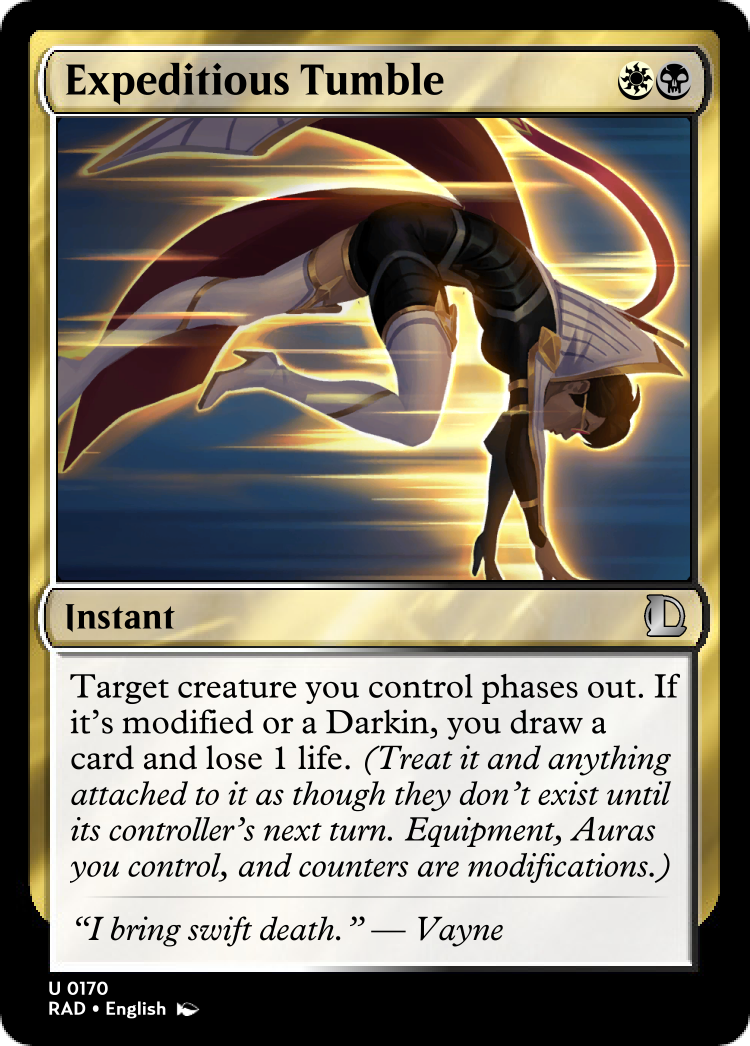 Expeditious Tumble
Instant
Target creature you control phases out. If
it's modified or a Darkin, you draw a
card and lose 1 life. (Treat it and anything
attached to it as though they don't exist until
its controller's next turn. Equipment, Auras
you control, and counters are modifications.)
“I bring swift death.” — Vayne
U 0170
RAD • English